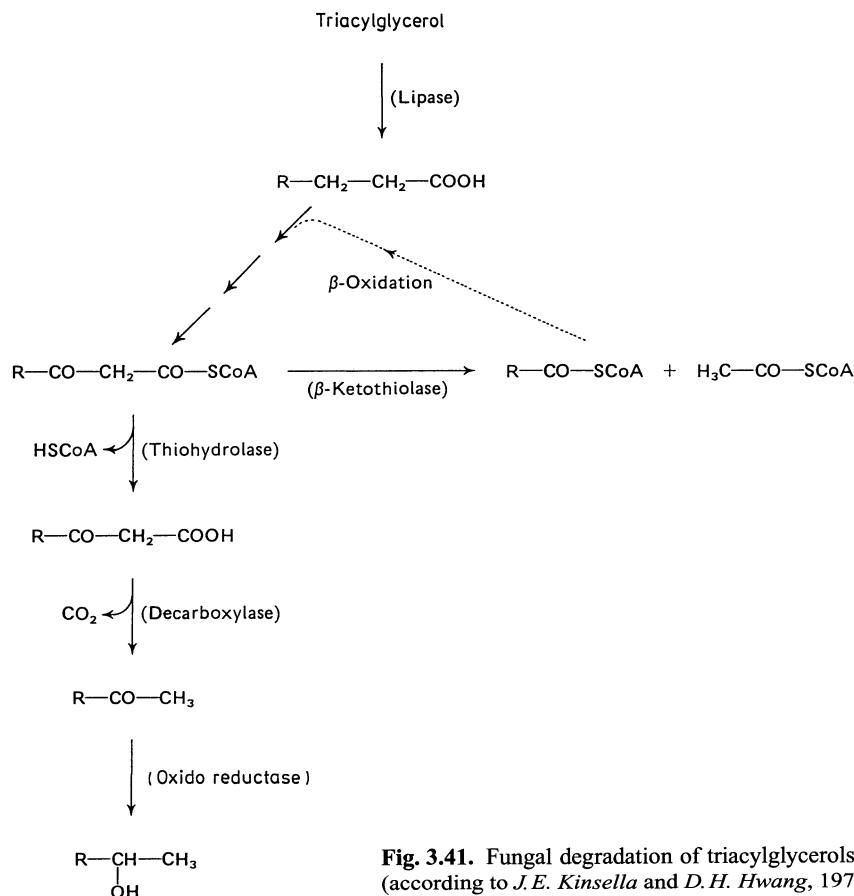 Triacylglycerol
(Lipase)
R—CH₂—CH₂—COOH
β-Oxidation
R—CO—CH₂—CO—SCoA
(β-Ketothiolase)
R—CO—SCoA + H₃C—CO—SCoA
HSCoA
(Thiohydrolase)
R—CO—CH₂—COOH
CO₂
(Decarboxylase)
R—CO—CH₃
(Oxido reductase)
R—CH—CH₃
OH
Fig. 3.41. Fungal degradation of triacylglycerols
(according to J. E. Kinsella and D. H. Hwang, 197